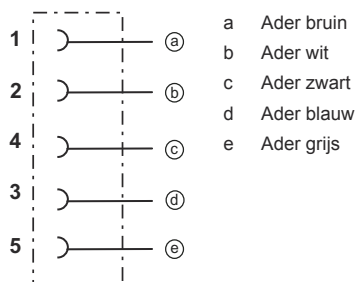 1 ⓐ
2 ⓑ
4 ⓒ
3 ⓓ
5 ⓔ
a Ader bruin
b Ader wit
c Ader zwart
d Ader blauw
e Ader grijs